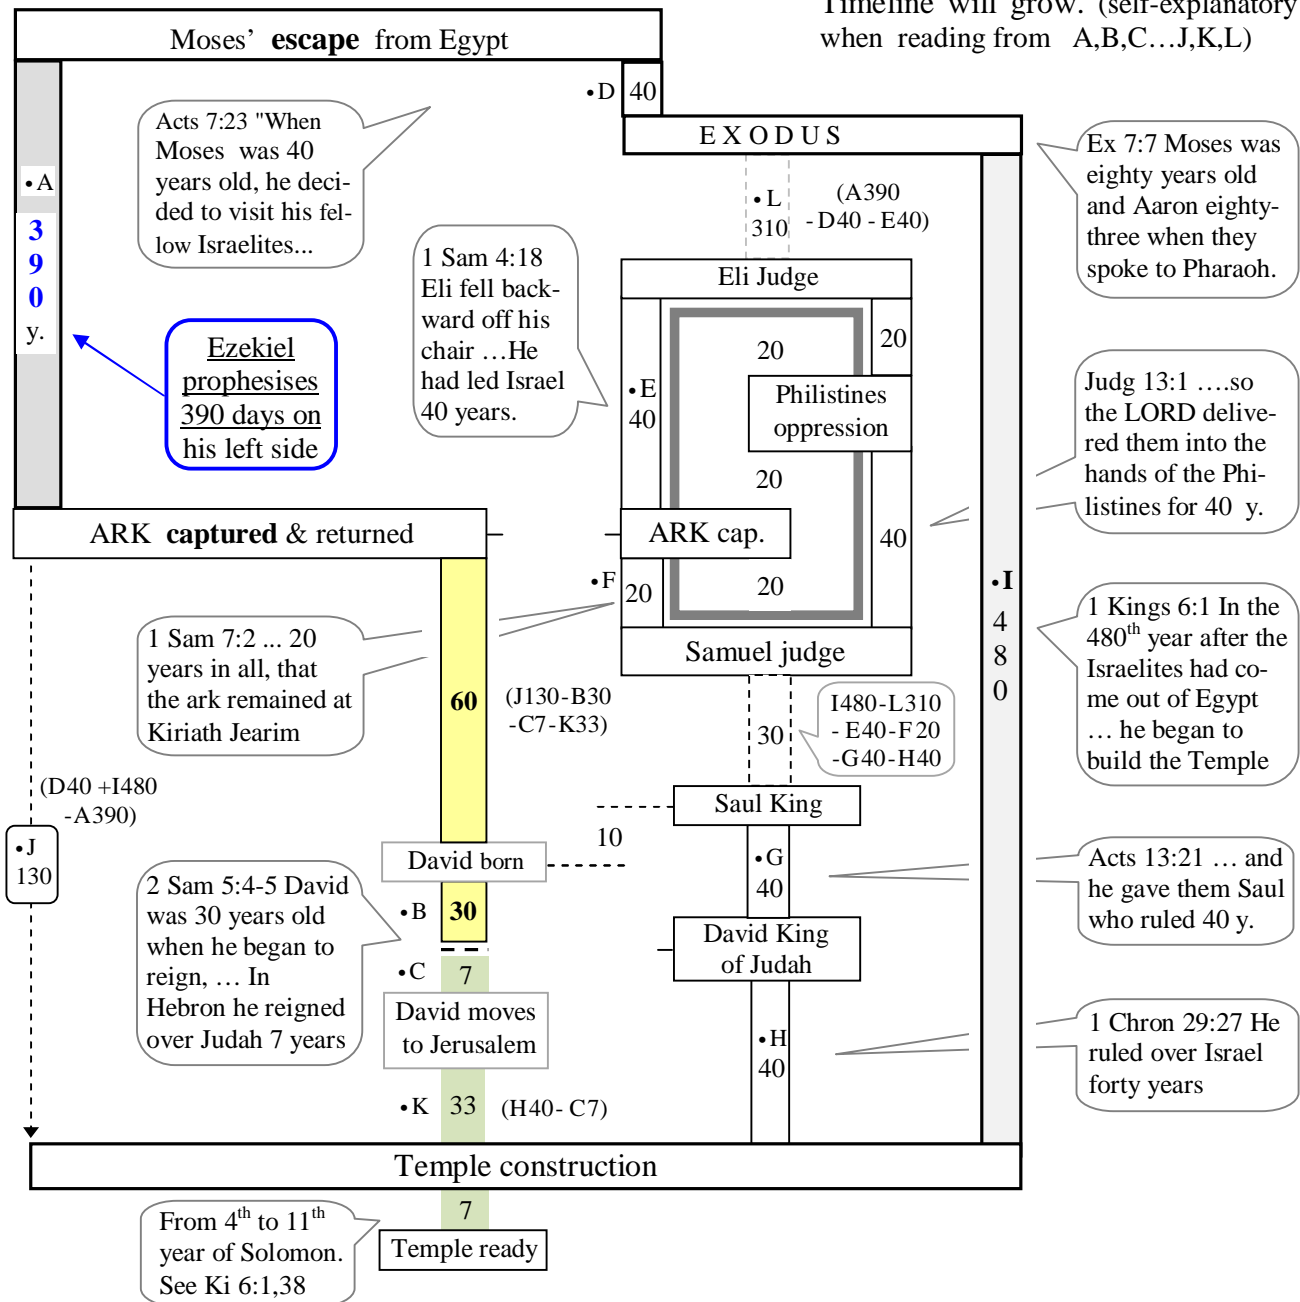 Timeline will grow. (self-explanatory
when reading from A,B,C…J,K,L)
Moses’ escape from Egypt
•D 40
EXODUS
Acts 7:23 "When
Moses was 40
years old, he deci-
ded to visit his fel-
low Israelites...
Ex 7:7 Moses was
eighty years old
and Aaron eighty-
three when they
spoke to Pharaoh.
•A
3
9
0
y.
•L
310
(A390
- D40 - E40)
1 Sam 4:18
Eli fell back-
ward off his
chair …He
had led Israel
40 years.
Eli Judge
Ezekiel
prophesises
390 days on
his left side
20
20
•E
40
Philistines
oppression
20
Judg 13:1 ….so
the LORD delive-
red them into the
hands of the Phi-
listines for 40 y.
ARK captured & returned
ARK cap.
40
•F 20
20
•I
4
8
0
1 Sam 7:2 ... 20
years in all, that
the ark remained at
Kiriath Jearim
Samuel judge
1 Kings 6:1 In the
480th year after the
Israelites had co-
me out of Egypt
… he began to
build the Temple
60
(J130-B30
-C7-K33)
30
I480-L310
- E40-F20
-G40-H40
(D40 +I480
-A390)
Saul King
10
•J
130
David born
•G
40
Acts 13:21 … and
he gave them Saul
who ruled 40 y.
2 Sam 5:4-5 David
was 30 years old
when he began to
reign, … In
Hebron he reigned
over Judah 7 years
•B 30
David King
of Judah
•C 7
David moves
to Jerusalem
•H
40
1 Chron 29:27 He
ruled over Israel
forty years
•K 33 (H40- C7)
Temple construction
7
From 4th to 11th
year of Solomon.
See Ki 6:1,38
Temple ready